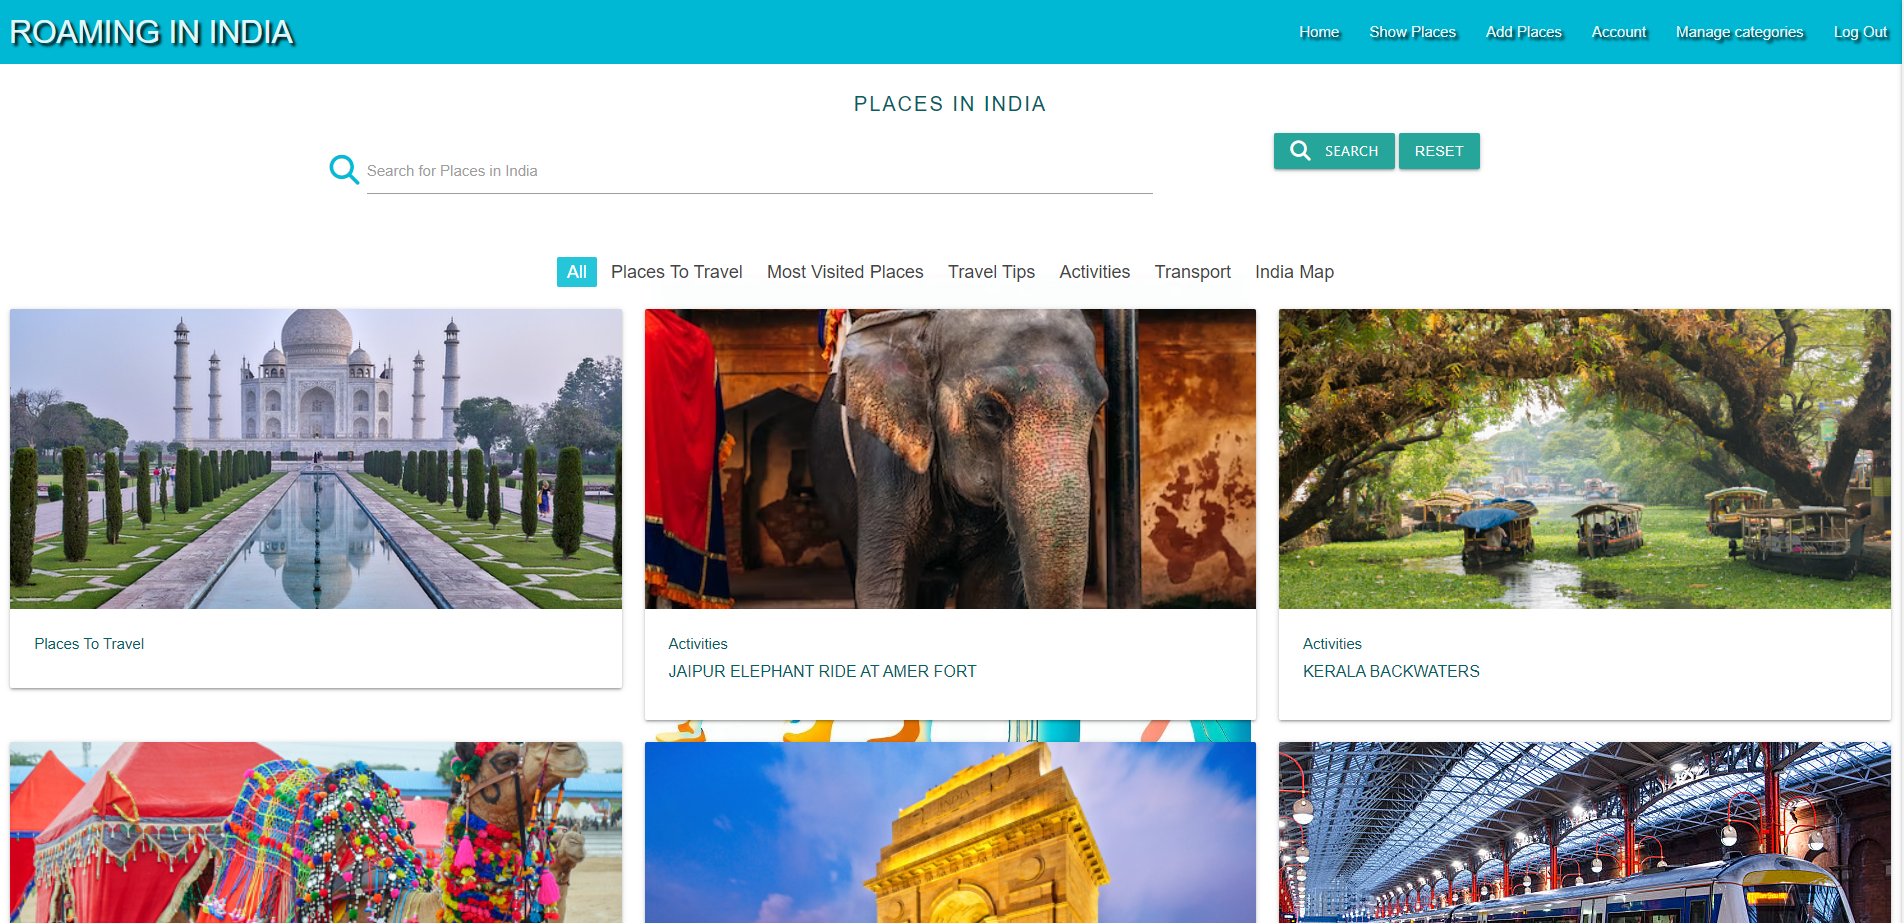 ROAMING IN INDIA
Home Show Places Add Places Account Manage categories Log Out
PLACES IN INDIA
Search for Places in India
SEARCH RESET
All Places To Travel Most Visited Places Travel Tips Activities Transport India Map
Places To Travel
Activities
JAIPUR ELEPHANT RIDE AT AMER FORT
Activities
KERALA BACKWATERS